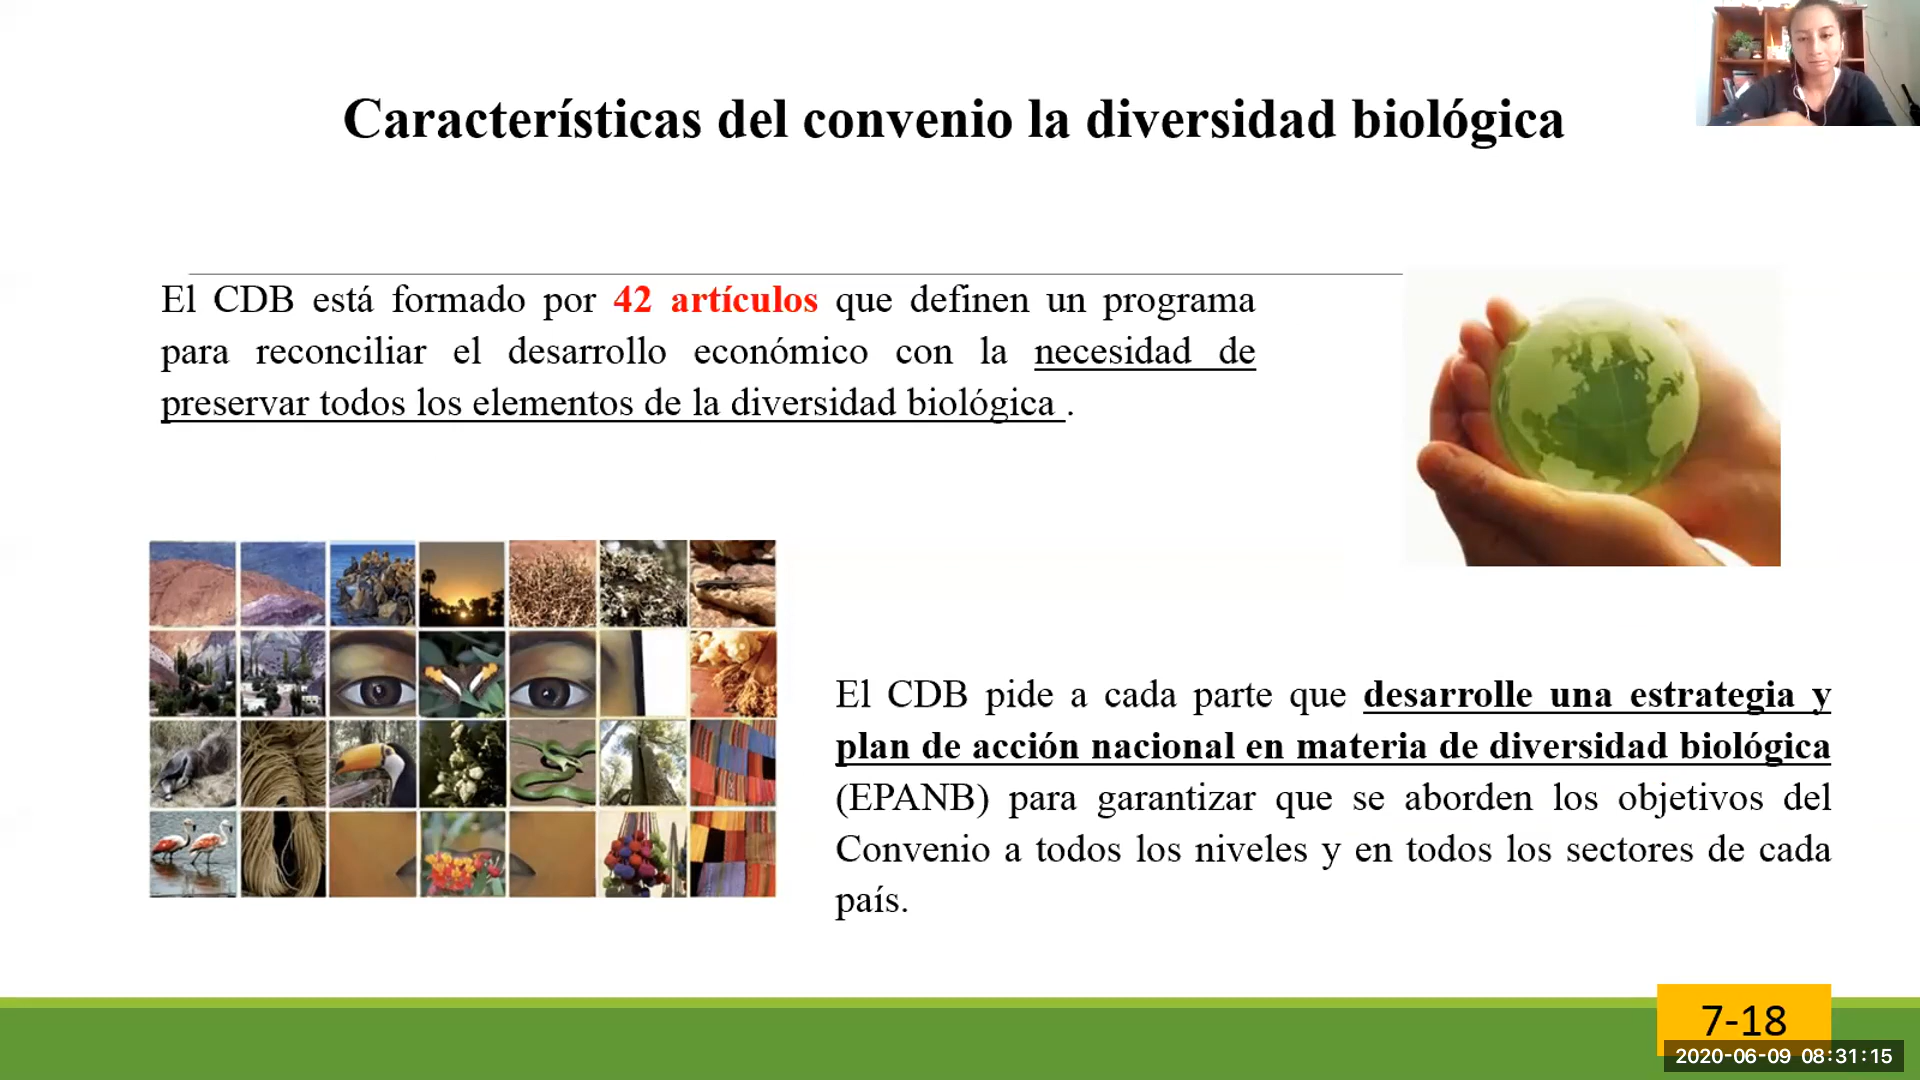 Características del convenio la diversidad biológica
El CDB está formado por 42 artículos que definen un programa
para reconciliar el desarrollo económico con la necesidad de
preservar todos los elementos de la diversidad biológica .
El CDB pide a cada parte que desarrolle una estrategia y
plan de acción nacional en materia de diversidad biológica
(EPANB) para garantizar que se aborden los objetivos del
Convenio a todos los niveles y en todos los sectores de cada
país.
7-18
2020-06-09 08:31:15